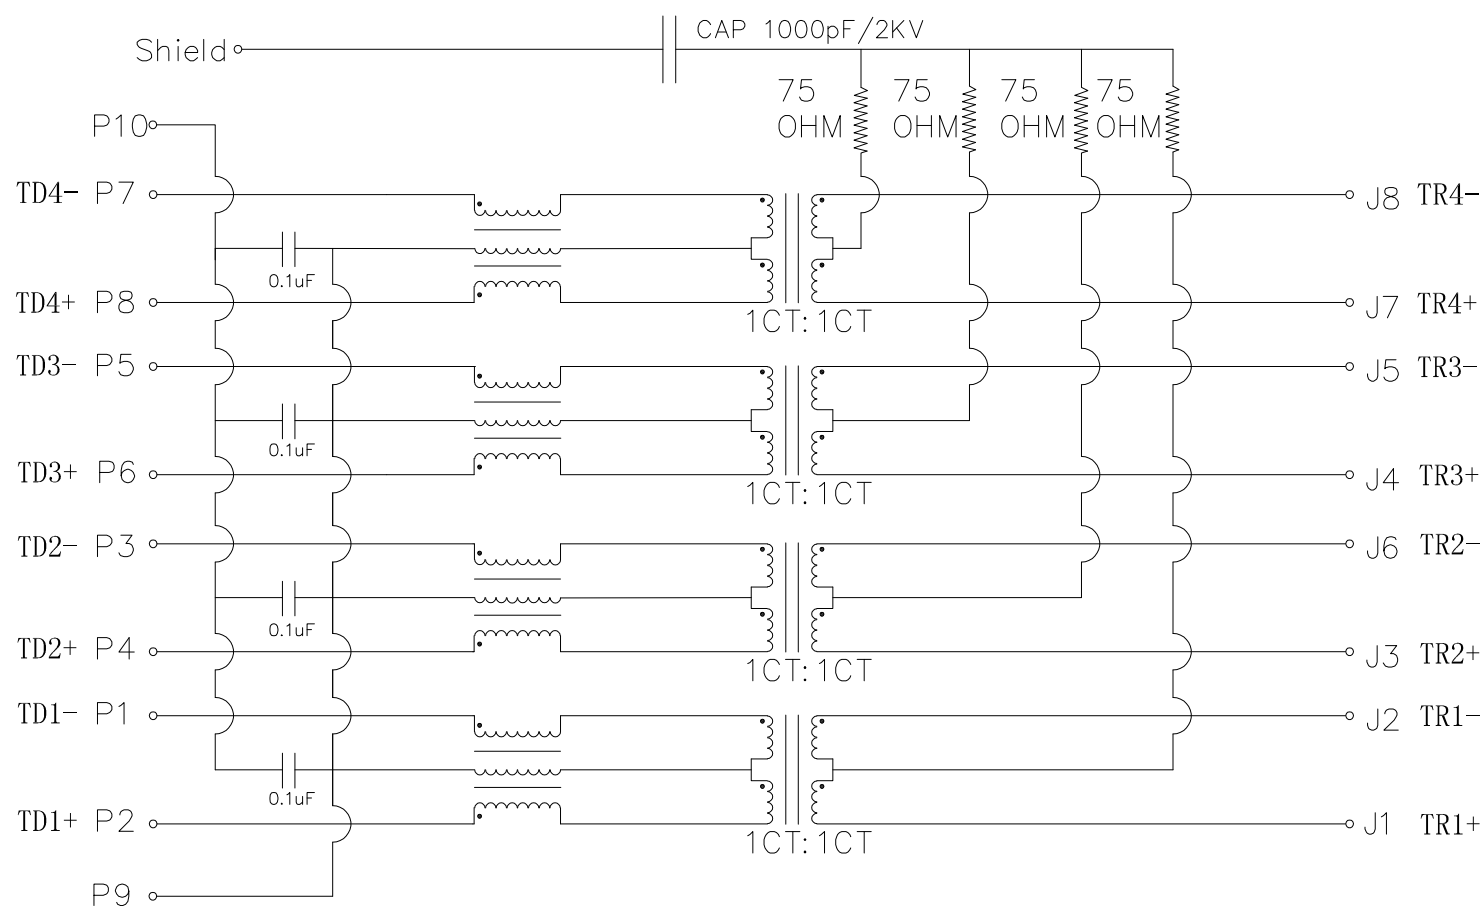 CAP 1000pF/2KV
Shield
75 OHM
75 OHM
75 OHM
75 OHM
P10
TD4- P7
J8 TR4-
0.1uF
TD4+ P8
J7 TR4+
1CT:1CT
TD3- P5
J5 TR3-
0.1uF
TD3+ P6
J4 TR3+
1CT:1CT
TD2- P3
J6 TR2-
0.1uF
TD2+ P4
J3 TR2+
1CT:1CT
TD1- P1
J2 TR1-
0.1uF
TD1+ P2
J1 TR1+
1CT:1CT
P9